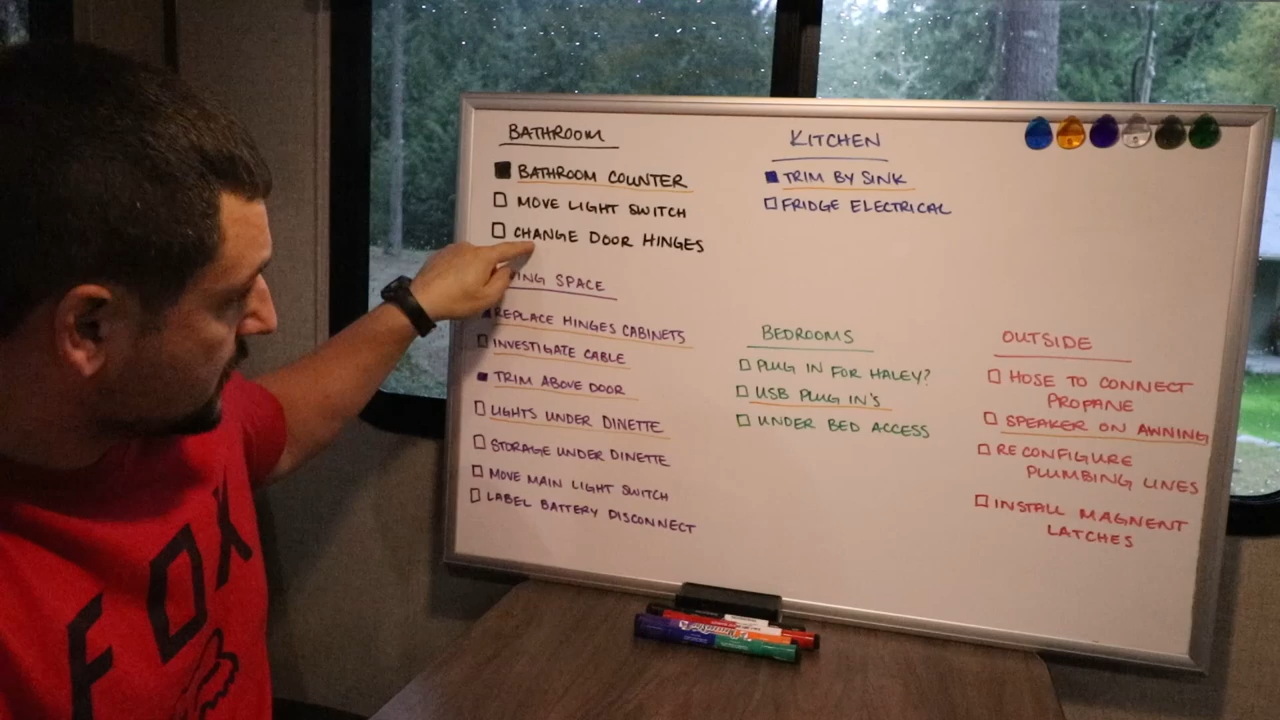 BATHROOM
BATHROOM COUNTER
MOVE LIGHT SWITCH
CHANGE DOOR HINGES
SPACE
REPLACE HINGES CABINETS
INVESTIGATE CABLE
TRIM ABOVE DOOR
LIGHTS UNDER DINETTE
STORAGE UNDER DINETTE
MOVE MAIN LIGHT SWITCH
LABEL BATTERY DISCONNECT
KITCHEN
TRIM BY SINK
FRIDGE ELECTRICAL
BEDROOMS
PLUG IN FOR HALEY?
USB PLUG IN'S
UNDER BED ACCESS
OUTSIDE
HOSE TO CONNECT
PROPANE
SPEAKER ON AWNING
RECONFIGURE
PLUMBING LINES
INSTALL MAGNENT
LATCHES
FOX